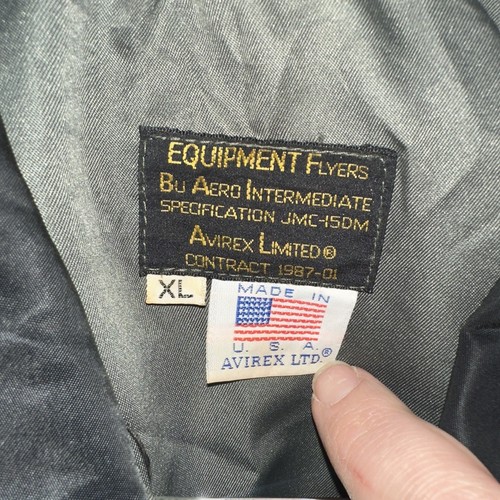 EQUIPMENT FLYERS
BU AERO INTERMEDIATE
SPECIFICATION JMC-15DM
AVIREX LIMITED®
CONTRACT 1987-01
XL
MADE IN
U. S. A.
AVIREX LTD®